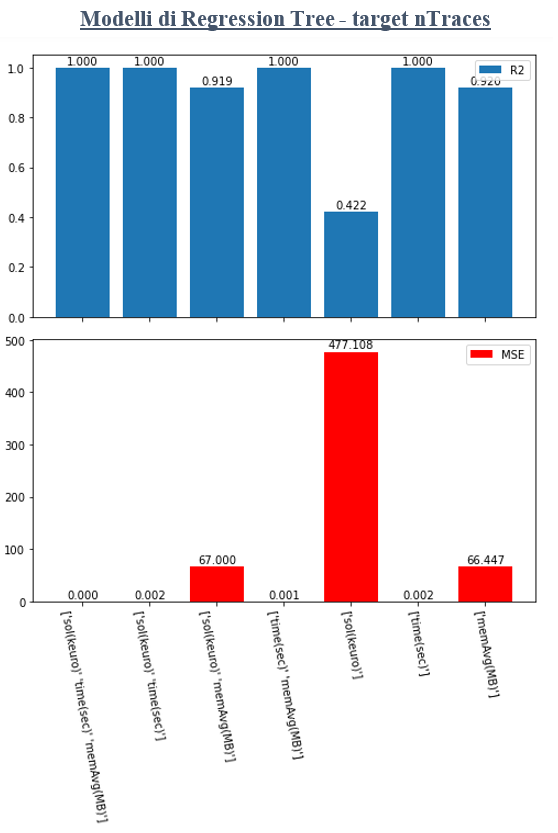 Modelli di Regression Tree - target nTraces
1.000 1.000 0.919 1.000 0.422 1.000 0.920
R2
1.0
0.8
0.6
0.4
0.2
0.0
MSE
500
400
300
200
100
0
0.000 0.002 67.000 0.001 477.108 0.002 66.447
['sol(keuro)' 'time(sec)' 'memAvg(MB)']
['sol(keuro)' 'time(sec)']
['sol(keuro)' 'memAvg(MB)']
['time(sec)' 'memAvg(MB)']
['sol(keuro)']
['time(sec)']
['memAvg(MB)']